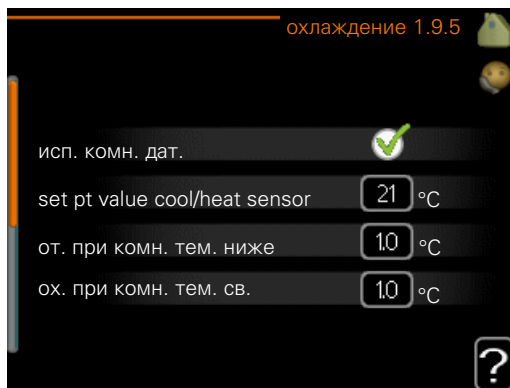 охлаждение 1.9.5
исп. комн. дат.
set pt value cool/heat sensor 21 °C
от. при комн. тем. ниже 1.0 °C
ох. при комн. тем. св. 1.0 °C
?